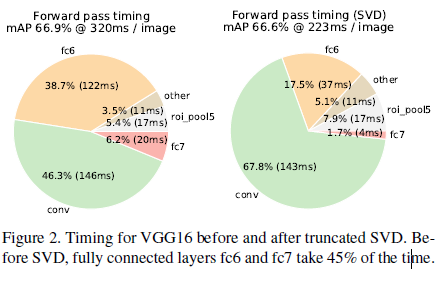 Forward pass timing
mAP 66.9% @ 320ms / image
fc6
38.7% (122ms)
other
3.5% (11ms)
roi_pool5
5.4% (17ms)
6.2% (20ms)
fc7
46.3% (146ms)
conv
Forward pass timing (SVD)
mAP 66.6% @ 223ms / image
fc6
17.5% (37ms)
other
5.1% (11ms)
roi_pool5
7.9% (17ms)
1.7% (4ms)
fc7
67.8% (143ms)
conv
Figure 2. Timing for VGG16 before and after truncated SVD. Be-
fore SVD, fully connected layers fc6 and fc7 take 45% of the time.